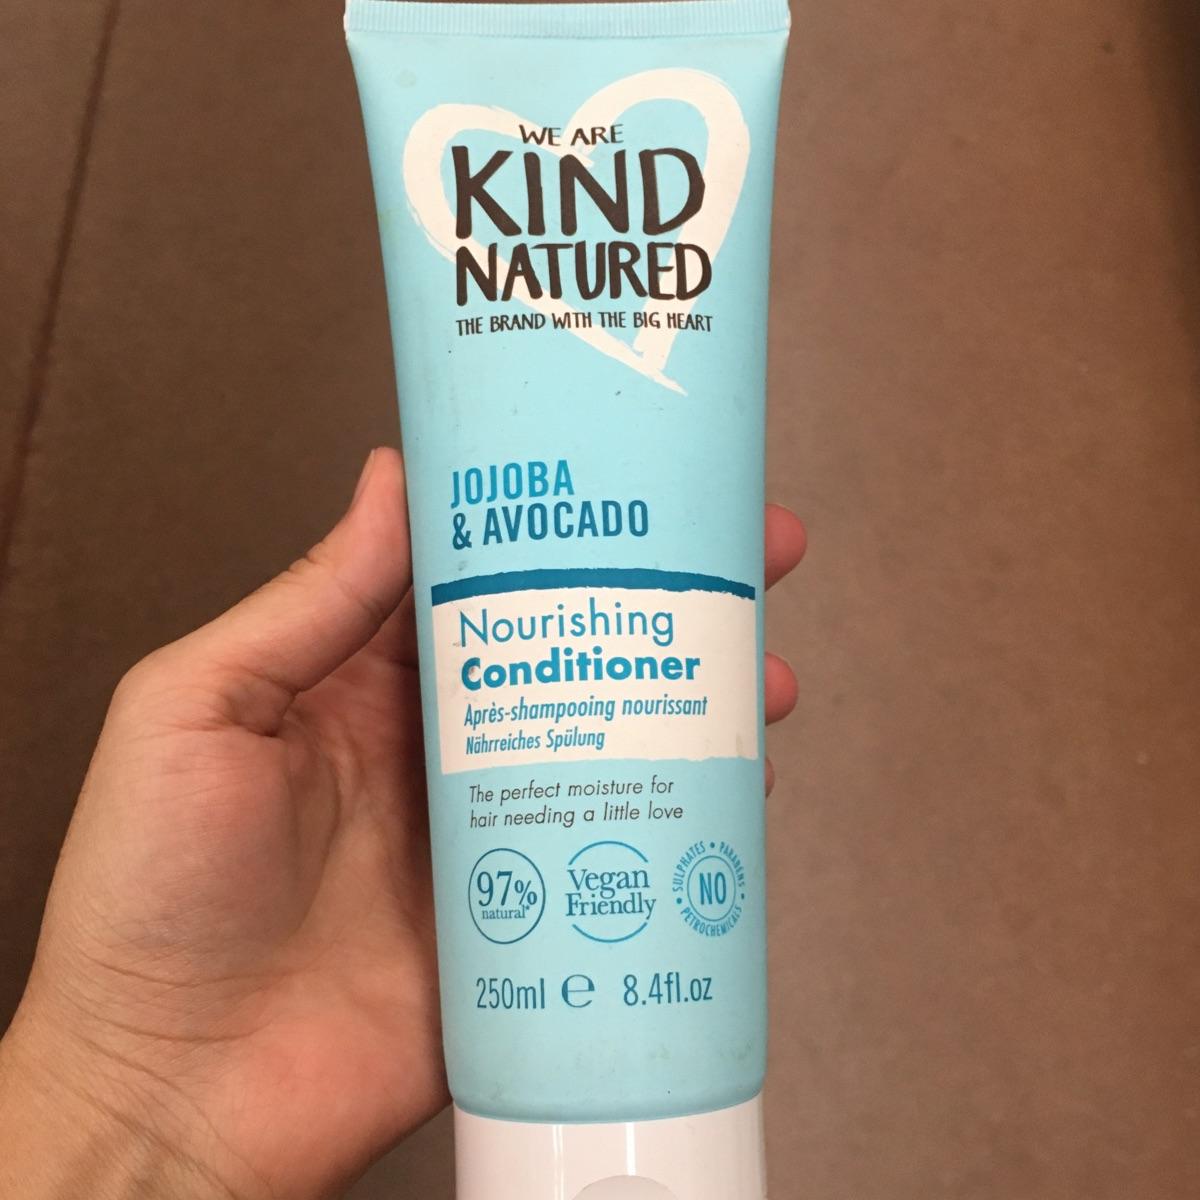 WE ARE
KIND
NATURED
THE BRAND WITH THE BIG HEART
JOJOBA
& AVOCADO
Nourishing
Conditioner
Après-shampooing nourissant
Nährreiches Spülung
The perfect moisture for
hair needing a little love
97%
natural*
Vegan
Friendly
SULPHATES • PARABENS • PETROCHEMICALS •
NO
250ml ℮ 8.4fl.oz